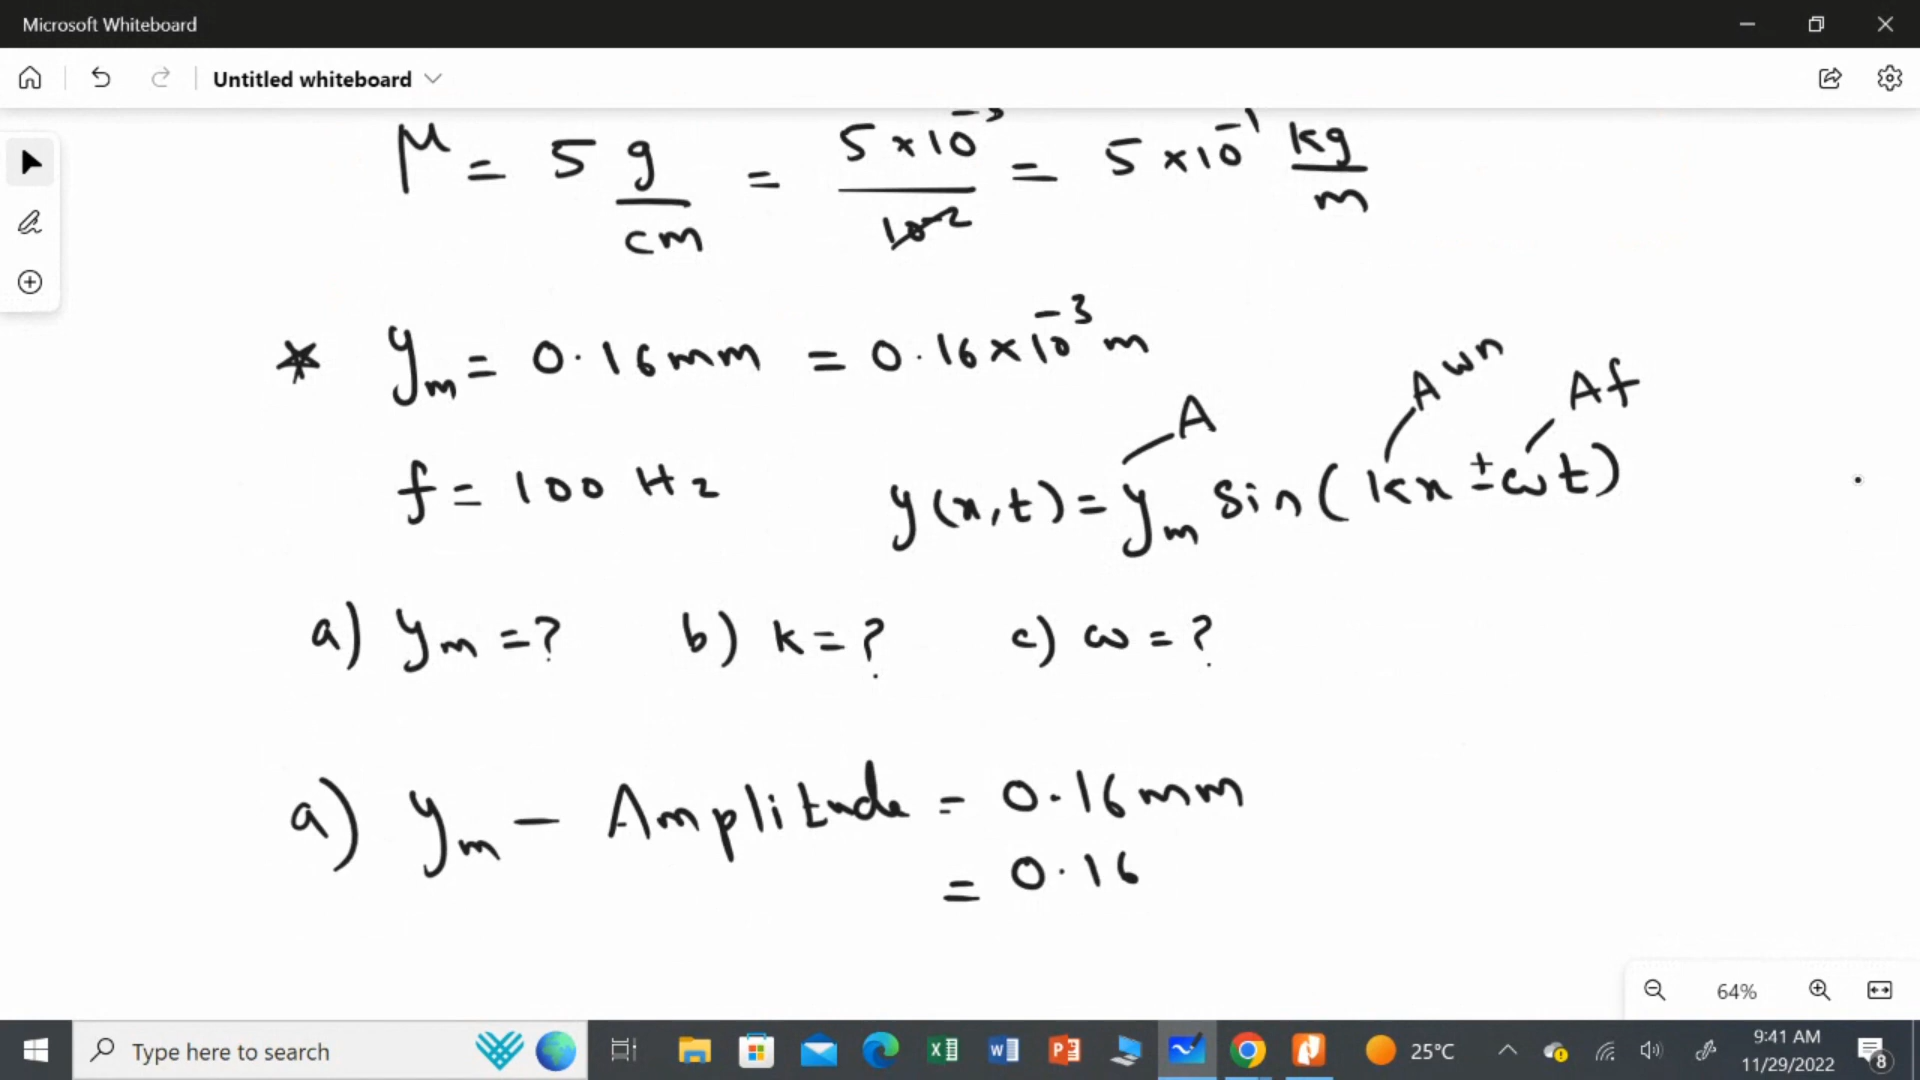 Microsoft Whiteboard
Untitled whiteboard
μ = 5 g/cm = 5×10⁻³/10⁻² = 5×10⁻¹ kg/m
* yₘ = 0.16mm = 0.16×10⁻³ m
A Awn Af
f = 100 Hz y(x,t) = yₘ sin(kx ± ωt)
a) yₘ =? b) k=? c) ω = ?
a) yₘ – Amplitude = 0.16mm
= 0.16
64%
Type here to search
25°C
9:41 AM
11/29/2022
8